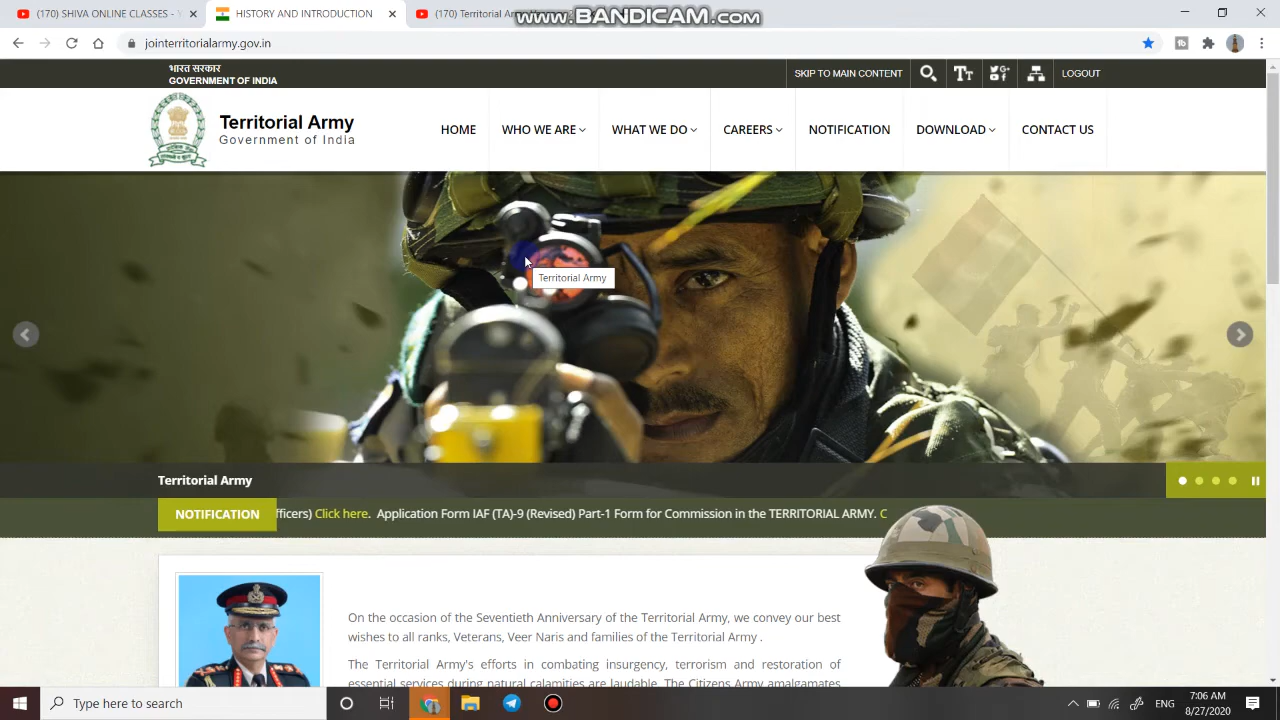 (170) SHIVA ONLINE CLASSES - Y
HISTORY AND INTRODUCTION
(170) Territorial Ar
www.BANDICAM.com
jointerritorialarmy.gov.in
भारत सरकार
GOVERNMENT OF INDIA
SKIP TO MAIN CONTENT
LOGOUT
Territorial Army
Government of India
HOME
WHO WE ARE
WHAT WE DO
CAREERS
NOTIFICATION
DOWNLOAD
CONTACT US
Territorial Army
Territorial Army
NOTIFICATION
fficers) Click here. Application Form IAF (TA)-9 (Revised) Part-1 Form for Commission in the TERRITORIAL ARMY. C
On the occasion of the Seventieth Anniversary of the Territorial Army, we convey our best
wishes to all ranks, Veterans, Veer Naris and families of the Territorial Army .
The Territorial Army's efforts in combating insurgency, terrorism and restoration of
essential services during natural calamities are laudable. The Citizens Army amalgamates
Type here to search
ENG
7:06 AM
8/27/2020